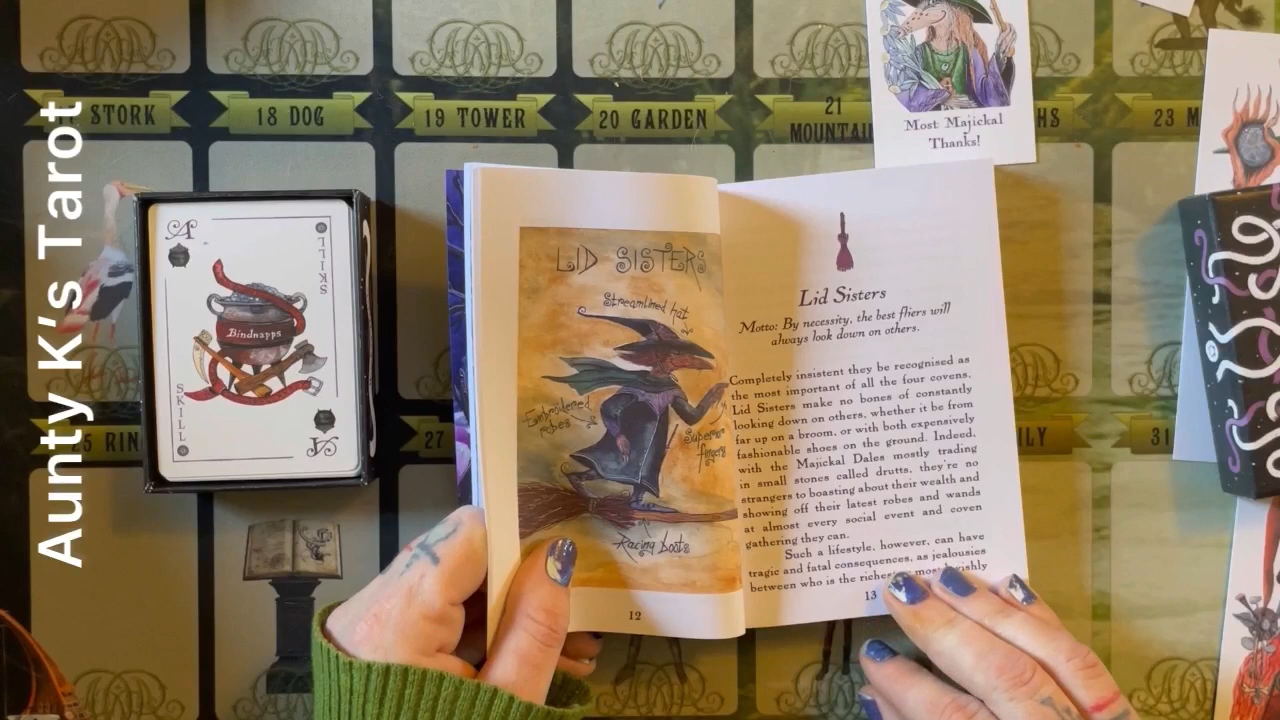 Aunty K's Tarot
STORK
18 DOG
19 TOWER
20 GARDEN
21
MOUNTAI
HS
23 M
Most Majickal
Thanks!
A
SKILL
Bindnapps
SKILL
A
25 RIN
27
ILY
31
LID SISTERS
Streamlined hat
Embroidered
robes
Superior
fingers
Racing boots
12
Lid Sisters
Motto: By necessity, the best fliers will
always look down on others.
Completely insistent they be recognised as
the most important of all the four covens,
Lid Sisters make no bones of constantly
looking down on others, whether it be from
far up on a broom, or with both expensively
fashionable shoes on the ground. Indeed,
with the Majickal Dales mostly trading
in small stones called drutts, they're no
strangers to boasting about their wealth and
showing off their latest robes and wands
at almost every social event and coven
gathering they can.
Such a lifestyle, however, can have
tragic and fatal consequences, as jealousies
between who is the riches
13